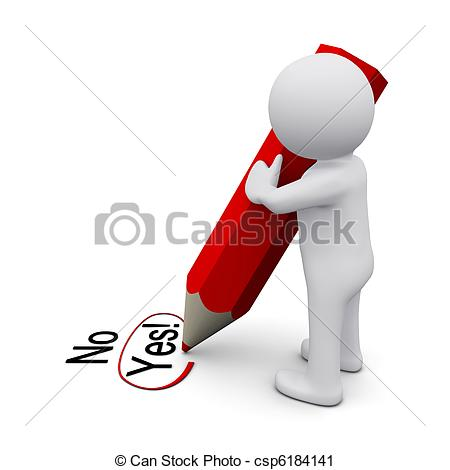 No
Yes!
© Can Stock Photo
© Can Stock Photo - csp6184141